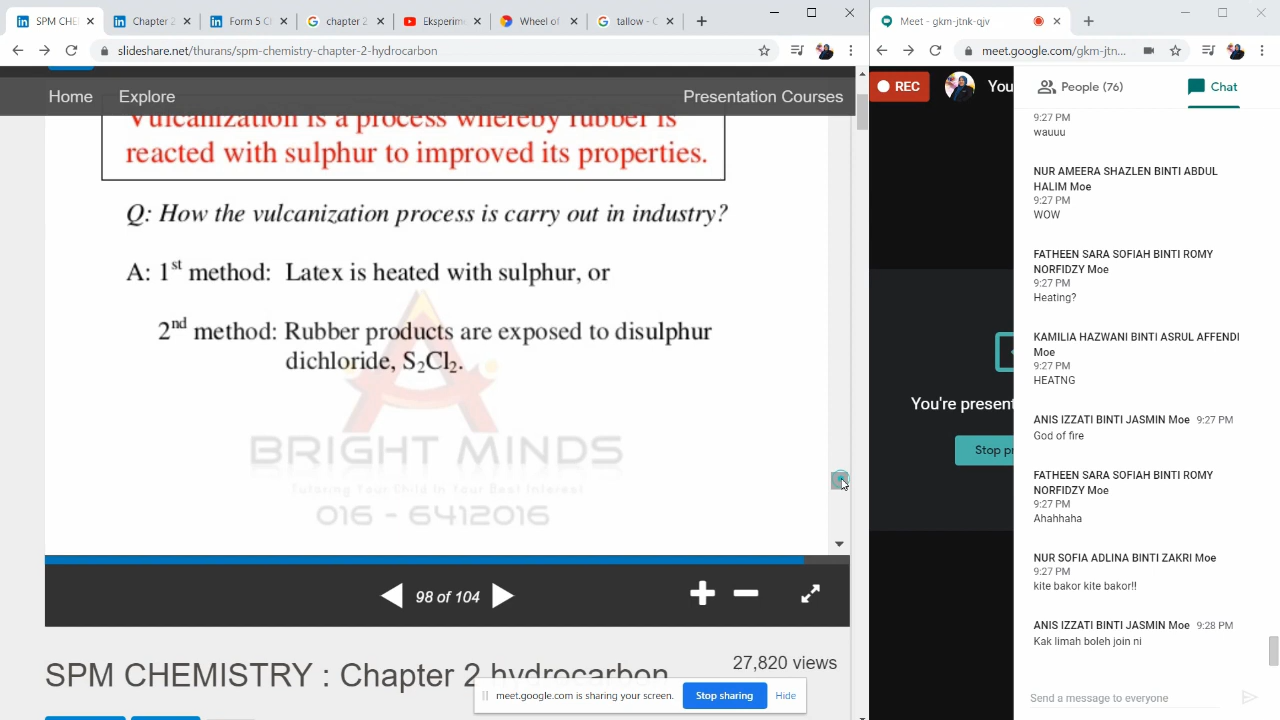 SPM CHE
Chapter 2
Form 5 C
chapter 2
Eksperim
Wheel of
tallow - G
Meet - gkm-jtnk-qjv
slideshare.net/thurans/spm-chemistry-chapter-2-hydrocarbon
meet.google.com/gkm-jtn...
Home
Explore
Presentation Courses
Vulcanization is a process whereby rubber is
reacted with sulphur to improved its properties.
Q: How the vulcanization process is carry out in industry?
A: 1st method: Latex is heated with sulphur, or
2nd method: Rubber products are exposed to disulphur
dichloride, S₂Cl₂.
BRIGHT MINDS
Tutoring Your Child In Your Best Interest
016 - 6412016
98 of 104
SPM CHEMISTRY : Chapter 2 hydrocarbon
27,820 views
meet.google.com is sharing your screen.
Stop sharing
Hide
REC
You
You're present
Stop pr
People (76)
Chat
9:27 PM
wauuu
NUR AMEERA SHAZLEN BINTI ABDUL
HALIM Moe
9:27 PM
WOW
FATHEEN SARA SOFIAH BINTI ROMY
NORFIDZY Moe
9:27 PM
Heating?
KAMILIA HAZWANI BINTI ASRUL AFFENDI
Moe
9:27 PM
HEATNG
ANIS IZZATI BINTI JASMIN Moe 9:27 PM
God of fire
FATHEEN SARA SOFIAH BINTI ROMY
NORFIDZY Moe
9:27 PM
Ahahhaha
NUR SOFIA ADLINA BINTI ZAKRI Moe
9:27 PM
kite bakor kite bakor!!
ANIS IZZATI BINTI JASMIN Moe 9:28 PM
Kak limah boleh join ni
Send a message to everyone